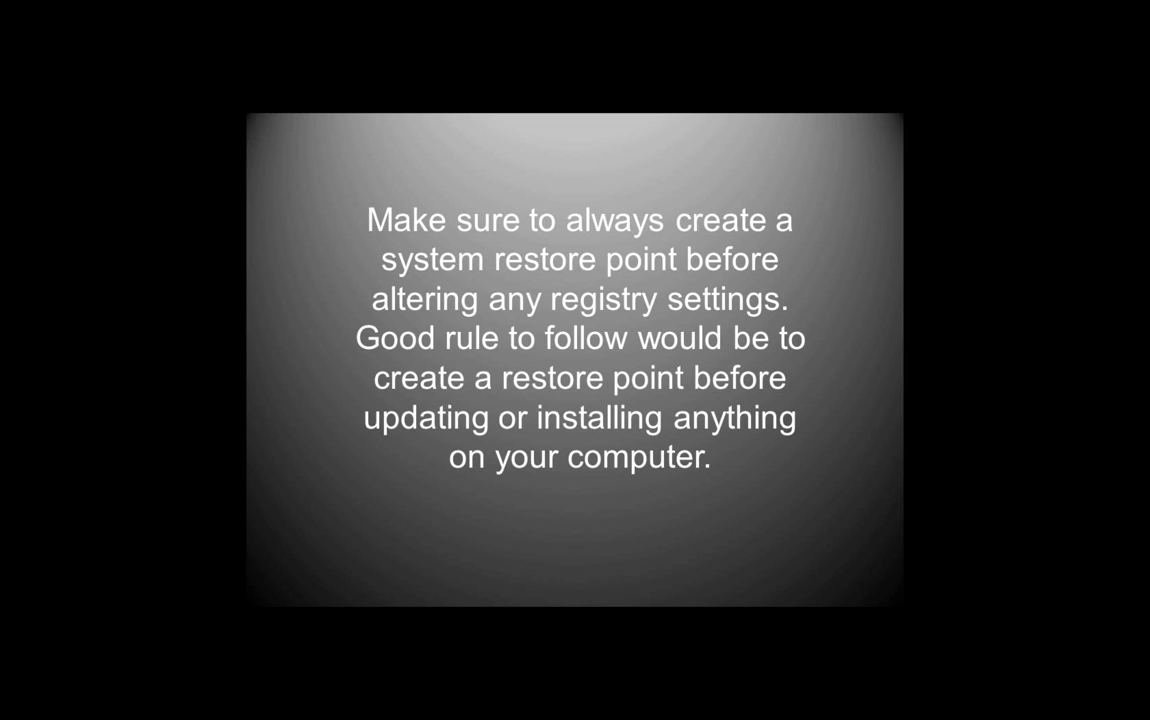 Make sure to always create a
system restore point before
altering any registry settings.
Good rule to follow would be to
create a restore point before
updating or installing anything
on your computer.